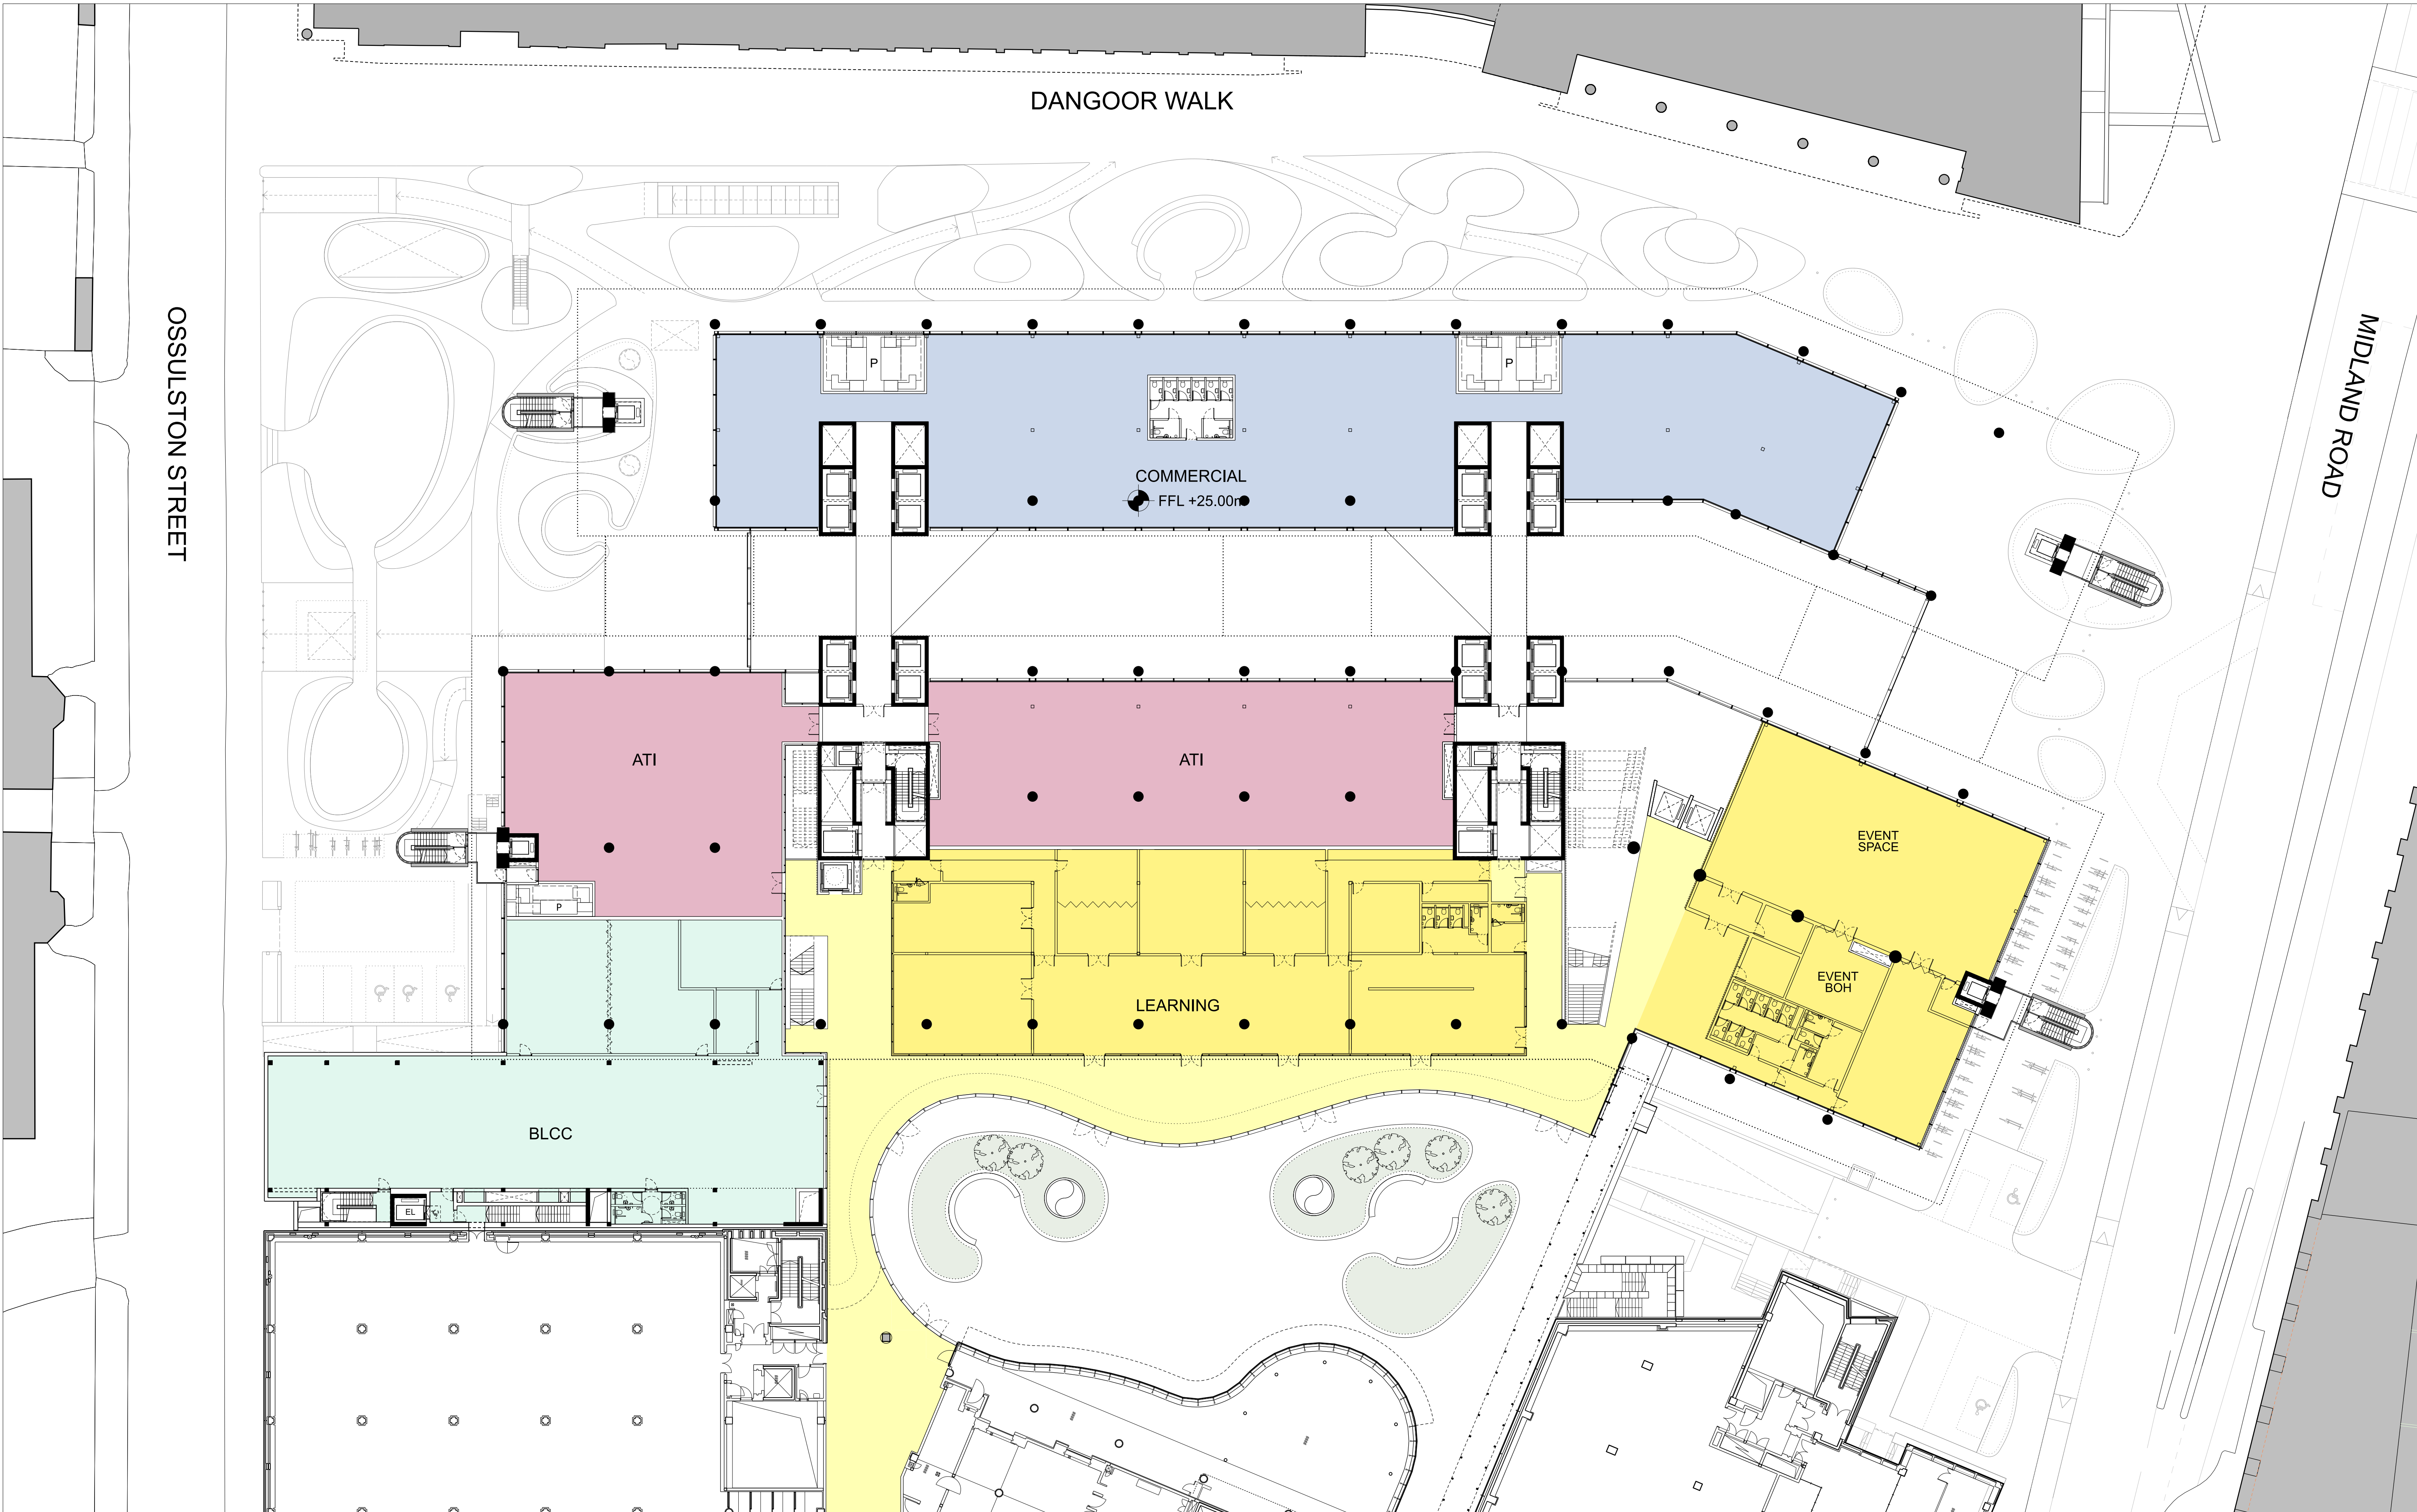 DANGOOR WALK
OSSULSTON STREET
MIDLAND ROAD
P
P
COMMERCIAL
FFL +25.00m
ATI
ATI
EVENT
SPACE
P
EVENT
BOH
LEARNING
BLCC
EL